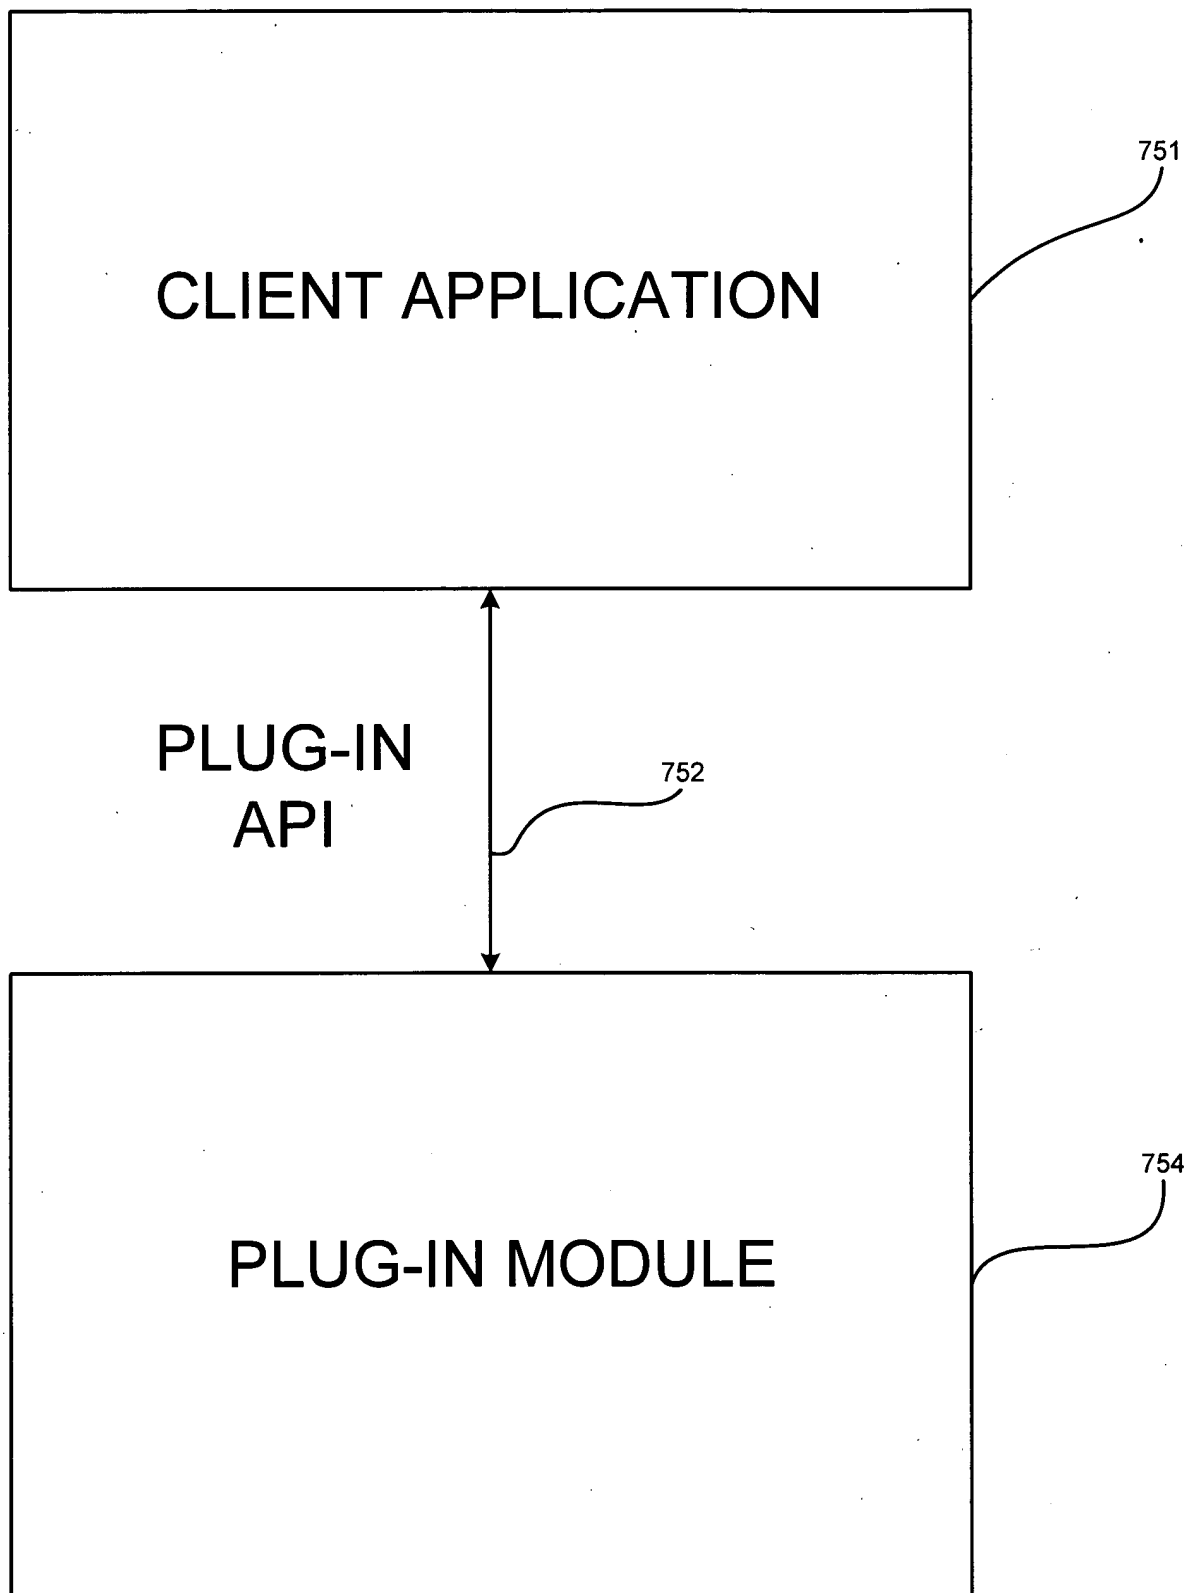 751
CLIENT APPLICATION
PLUG-IN
API
752
754
PLUG-IN MODULE